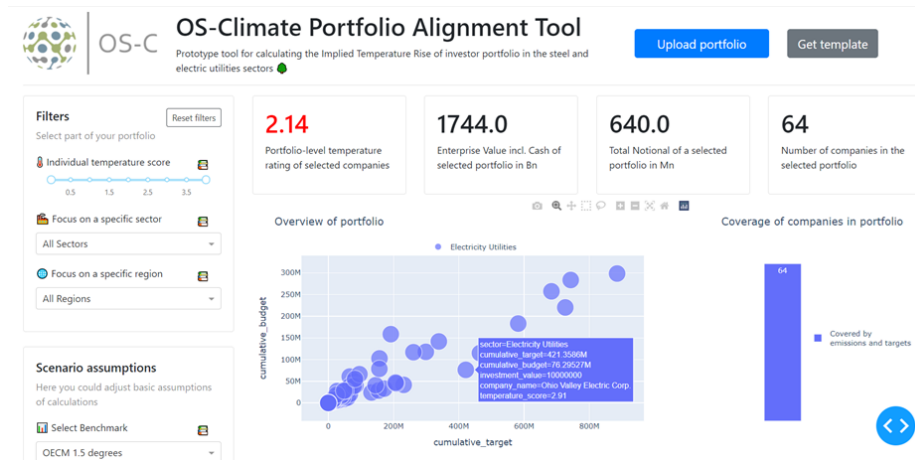 OS-C
OS-Climate Portfolio Alignment Tool
Prototype tool for calculating the Implied Temperature Rise of investor portfolio in the steel and
electric utilities sectors
Upload portfolio
Get template
Filters
Reset filters
Select part of your portfolio
Individual temperature score
0.5 1.5 2.5 3.5
Focus on a specific sector
All Sectors
Focus on a specific region
All Regions
Scenario assumptions
Here you could adjust basic assumptions
of calculations
Select Benchmark
OECM 1.5 degrees
2.14
Portfolio-level temperature
rating of selected companies
1744.0
Enterprise Value incl. Cash of
selected portfolio in Bn
640.0
Total Notional of a selected
portfolio in Mn
64
Number of companies in the
selected portfolio
Overview of portfolio
Electricity Utilities
300M
250M
200M
150M
100M
50M
0
cumulative_budget
sector=Electricity Utilities
cumulative_target=421.3586M
cumulative_budget=76.29527M
investment_value=10000000
company_name=Ohio Valley Electric Corp.
temperature_score=2.91
0 200M 400M 600M 800M
cumulative_target
Coverage of companies in portfolio
64
Covered by
emissions and targets